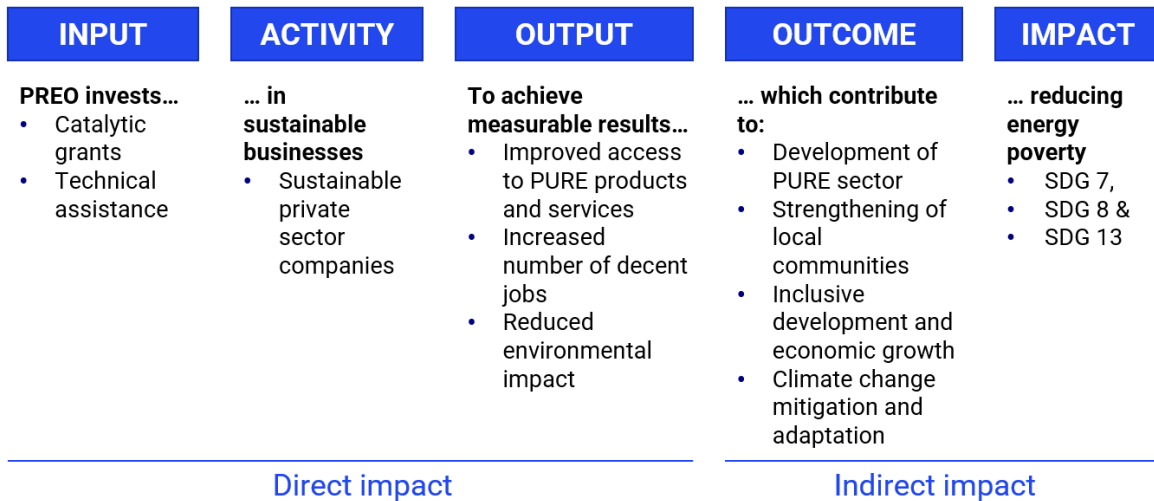 INPUT
ACTIVITY
OUTPUT
OUTCOME
IMPACT
PREO invests…
• Catalytic
grants
• Technical
assistance
… in
sustainable
businesses
• Sustainable
private
sector
companies
To achieve
measurable results…
• Improved access
to PURE products
and services
• Increased
number of decent
jobs
• Reduced
environmental
impact
… which contribute
to:
• Development of
PURE sector
• Strengthening of
local
communities
• Inclusive
development and
economic growth
• Climate change
mitigation and
adaptation
… reducing
energy
poverty
• SDG 7,
• SDG 8 &
• SDG 13
Direct impact
Indirect impact